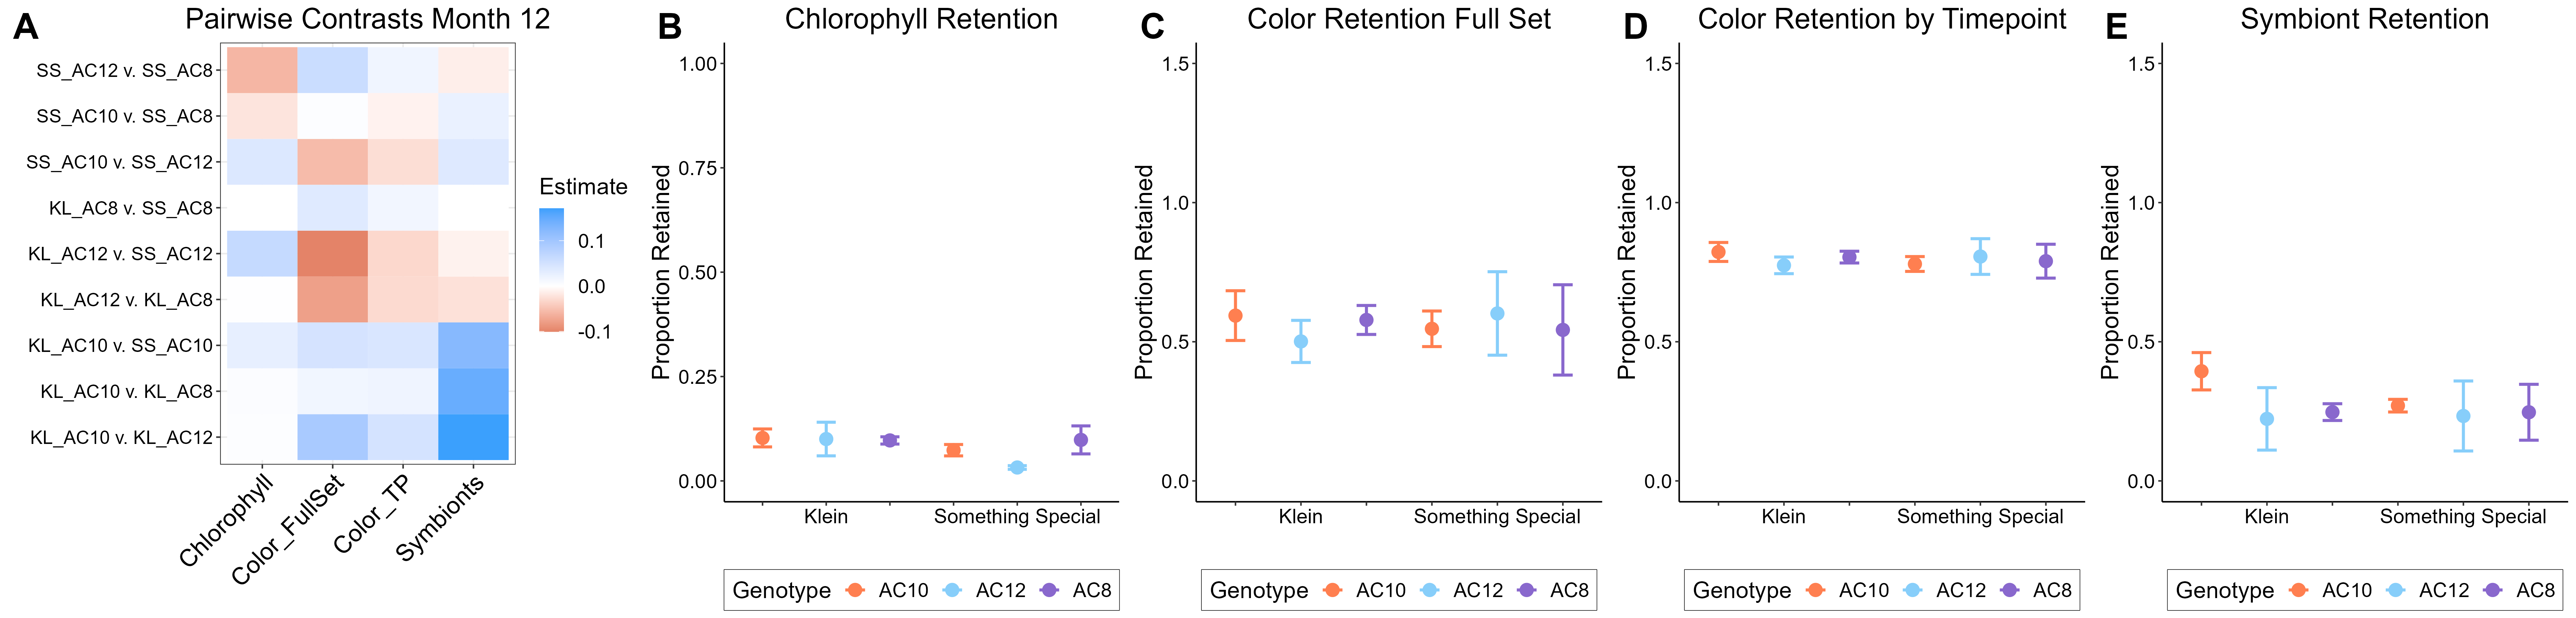 A
Pairwise Contrasts Month 12
SS_AC12 v. SS_AC8
SS_AC10 v. SS_AC8
SS_AC10 v. SS_AC12
KL_AC8 v. SS_AC8
KL_AC12 v. SS_AC12
KL_AC12 v. KL_AC8
KL_AC10 v. SS_AC10
KL_AC10 v. KL_AC8
KL_AC10 v. KL_AC12
Chlorophyll
Color_FullSet
Color_TP
Symbionts
Estimate
0.1
0.0
-0.1
B
Chlorophyll Retention
Proportion Retained
1.00
0.75
0.50
0.25
0.00
Klein
Something Special
Genotype AC10 AC12 AC8
C
Color Retention Full Set
Proportion Retained
1.5
1.0
0.5
0.0
Klein
Something Special
Genotype AC10 AC12 AC8
D
Color Retention by Timepoint
Proportion Retained
1.5
1.0
0.5
0.0
Klein
Something Special
Genotype AC10 AC12 AC8
E
Symbiont Retention
Proportion Retained
1.5
1.0
0.5
0.0
Klein
Something Special
Genotype AC10 AC12 AC8